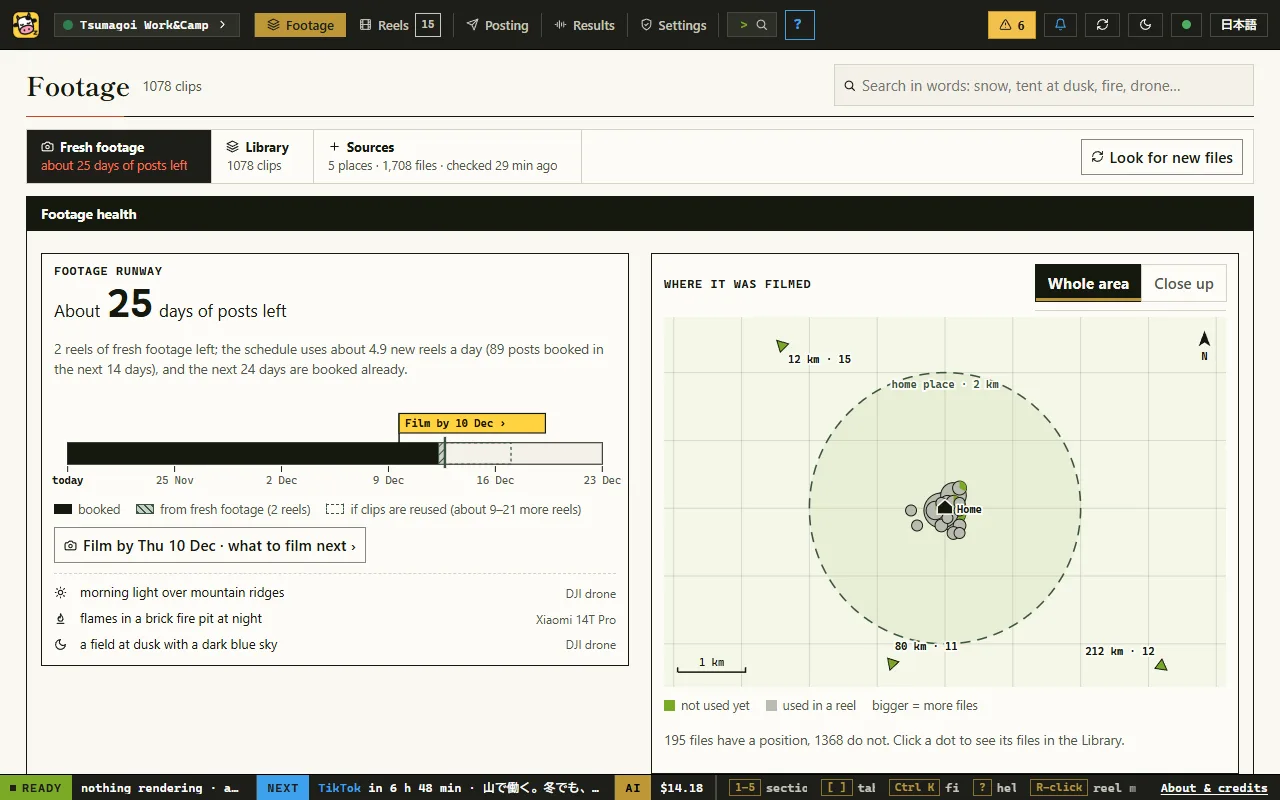 Tsumagoi Work&Camp
Footage
Reels 15
Posting
Results
Settings
>
?
6
日本語
Footage 1078 clips
Search in words: snow, tent at dusk, fire, drone...
Fresh footage
about 25 days of posts left
Library
1078 clips
Sources
5 places · 1,708 files · checked 29 min ago
Look for new files
Footage health
FOOTAGE RUNWAY
About 25 days of posts left
2 reels of fresh footage left; the schedule uses about 4.9 new reels a day (89 posts booked in
the next 14 days), and the next 24 days are booked already.
Film by 10 Dec ›
today 25 Nov 2 Dec 9 Dec 16 Dec 23 Dec
booked from fresh footage (2 reels) if clips are reused (about 9–21 more reels)
Film by Thu 10 Dec · what to film next ›
morning light over mountain ridges DJI drone
flames in a brick fire pit at night Xiaomi 14T Pro
a field at dusk with a dark blue sky DJI drone
WHERE IT WAS FILMED
Whole area Close up
N
12 km · 15
home place · 2 km
Home
80 km · 11
212 km · 12
1 km
not used yet used in a reel bigger = more files
195 files have a position, 1368 do not. Click a dot to see its files in the Library.
READY nothing rendering · a… NEXT TikTok in 6 h 48 min · 山で働く。冬でも、… AI $14.18 1–5 sectio [ ] tal Ctrl K fi ? hel R-click reel About & credits